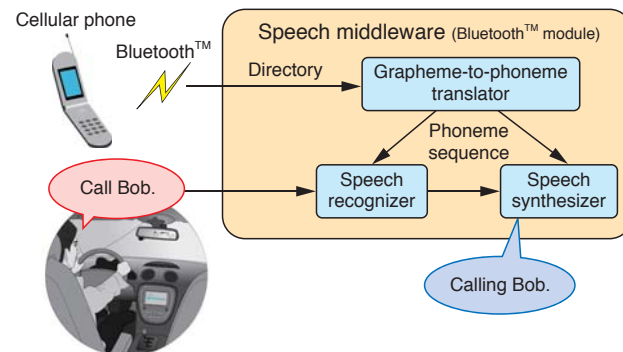 Cellular phone
Bluetooth™
Speech middleware (Bluetooth™ module)
Directory
Grapheme-to-phoneme
translator
Phoneme
sequence
Call Bob.
Speech
recognizer
Speech
synthesizer
Calling Bob.